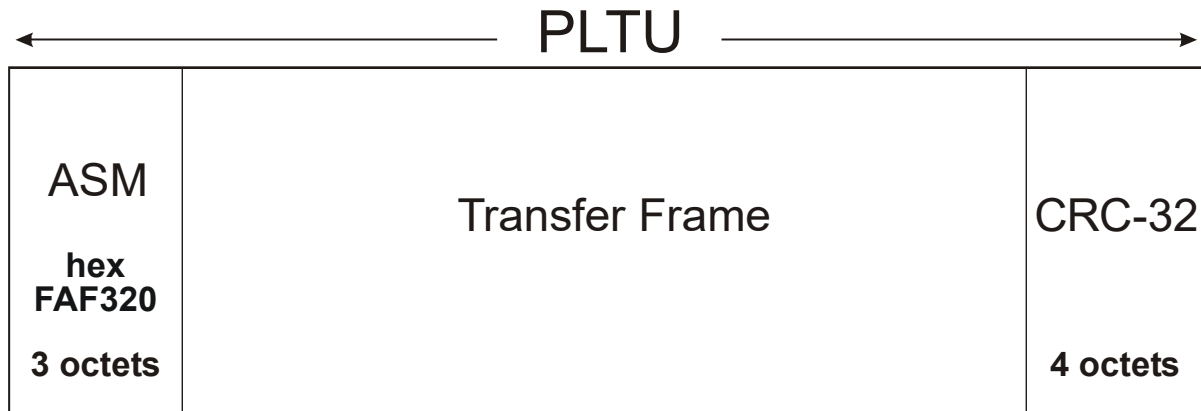 PLTU
ASM
hex
FAF320
3 octets
Transfer Frame
CRC-32
4 octets